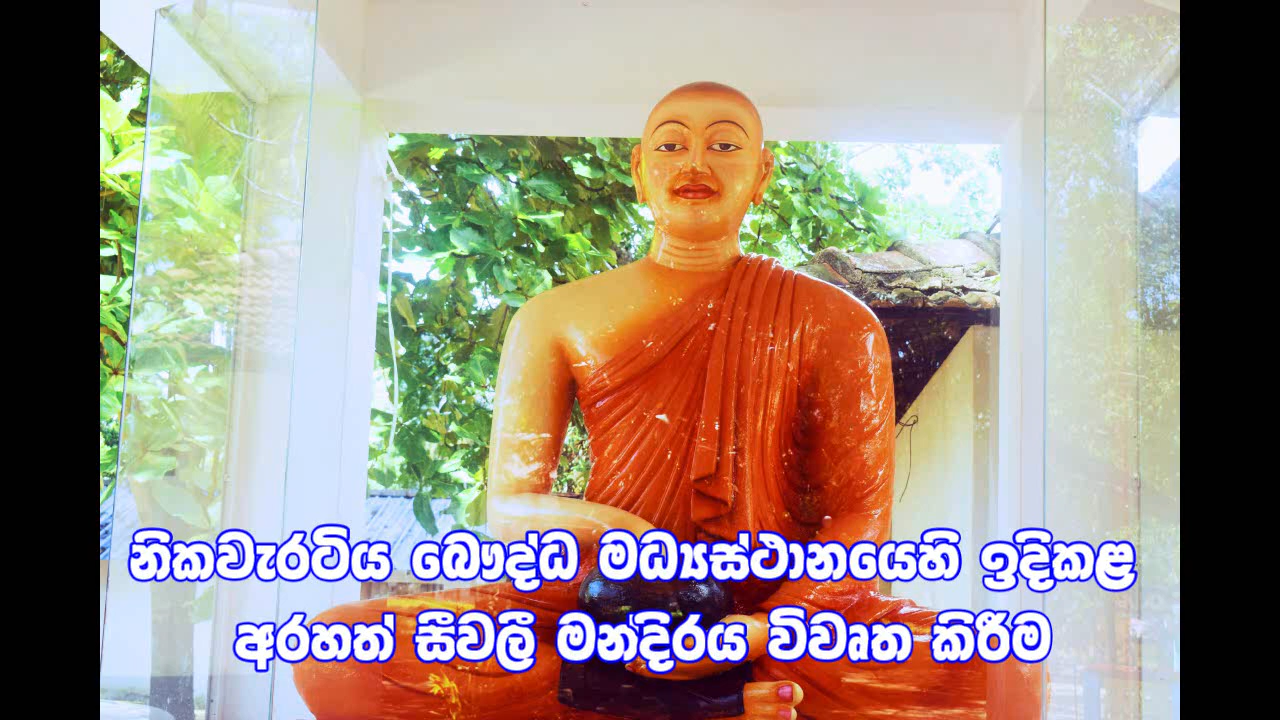 නිකවැරටිය බෞද්ධ මධ්‍යස්ථානයෙහි ඉදිකළ
අරහත් සීවලී මන්දිරය විවෘත කිරීම